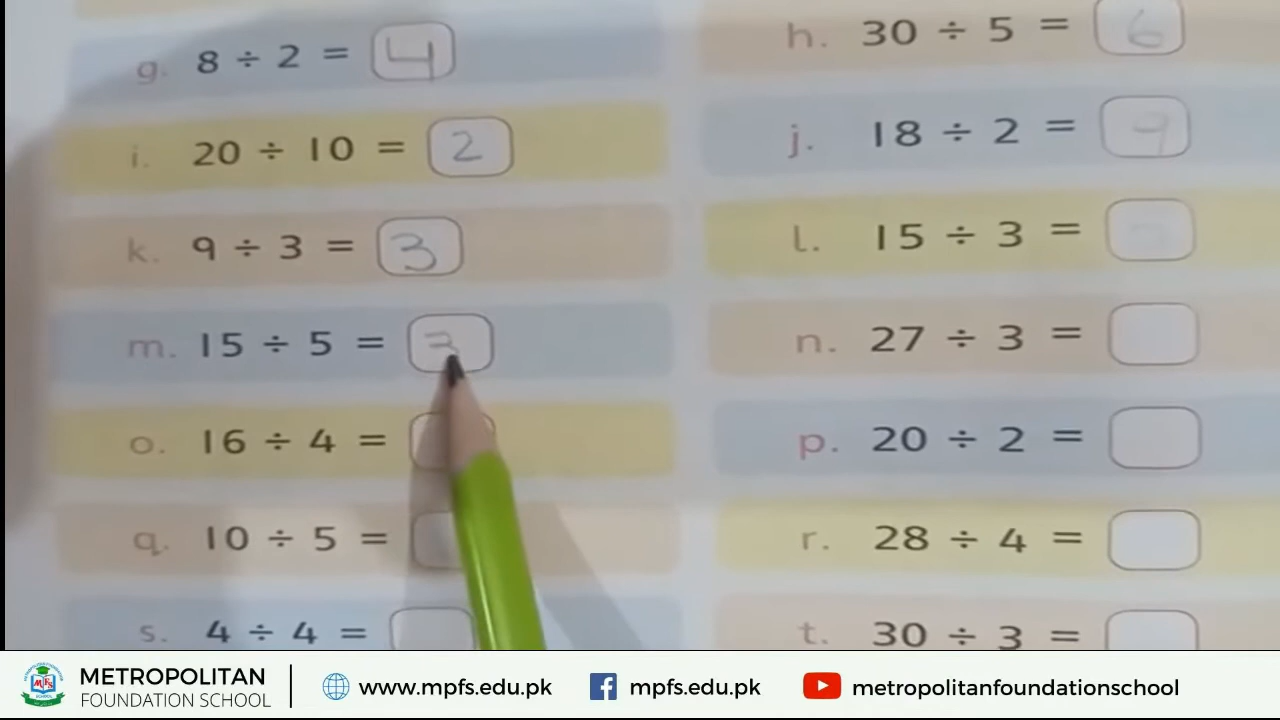 g. 8 ÷ 2 = 4
h. 30 ÷ 5 = 6
i. 20 ÷ 10 = 2
j. 18 ÷ 2 = 9
k. 9 ÷ 3 = 3
l. 15 ÷ 3 =
m. 15 ÷ 5 = 3
n. 27 ÷ 3 =
o. 16 ÷ 4 =
p. 20 ÷ 2 =
q. 10 ÷ 5 =
r. 28 ÷ 4 =
s. 4 ÷ 4 =
t. 30 ÷ 3 =
METROPOLITAN
FOUNDATION SCHOOL
www.mpfs.edu.pk
mpfs.edu.pk
metropolitanfoundationschool